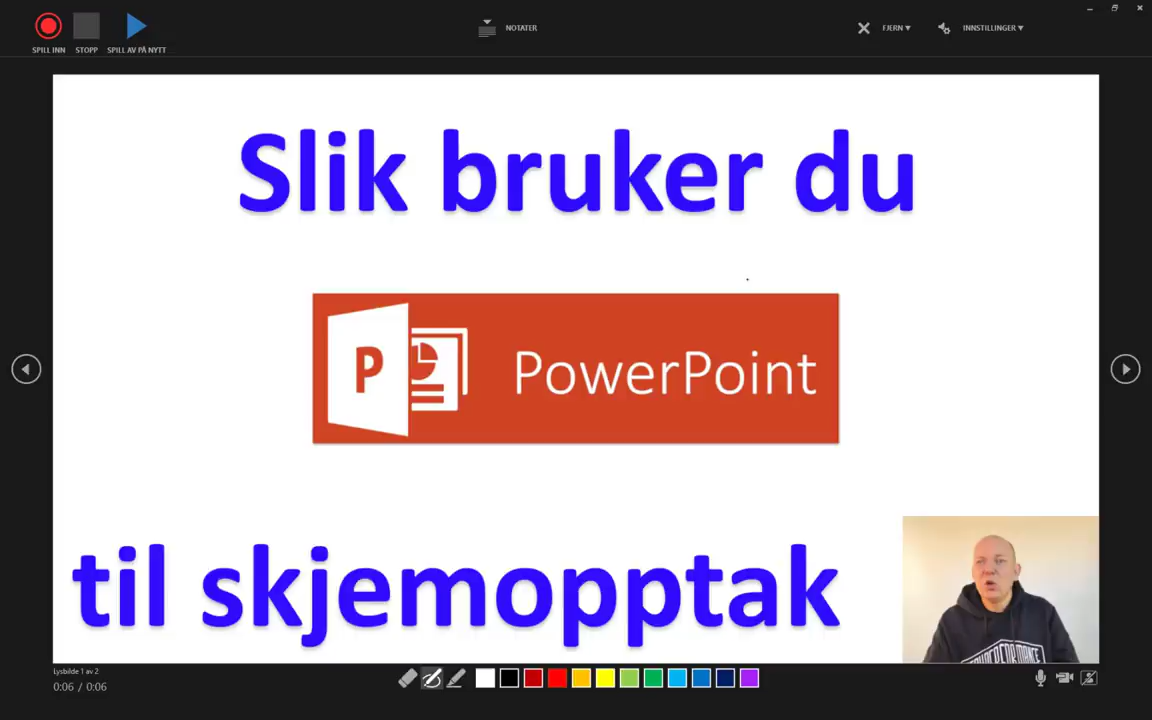 SPILL INN STOPP SPILL AV PÅ NYTT
NOTATER
FJERN
INNSTILLINGER
Slik bruker du
P PowerPoint
til skjemopptak
Lysbilde 1 av 2
0:06 / 0:06